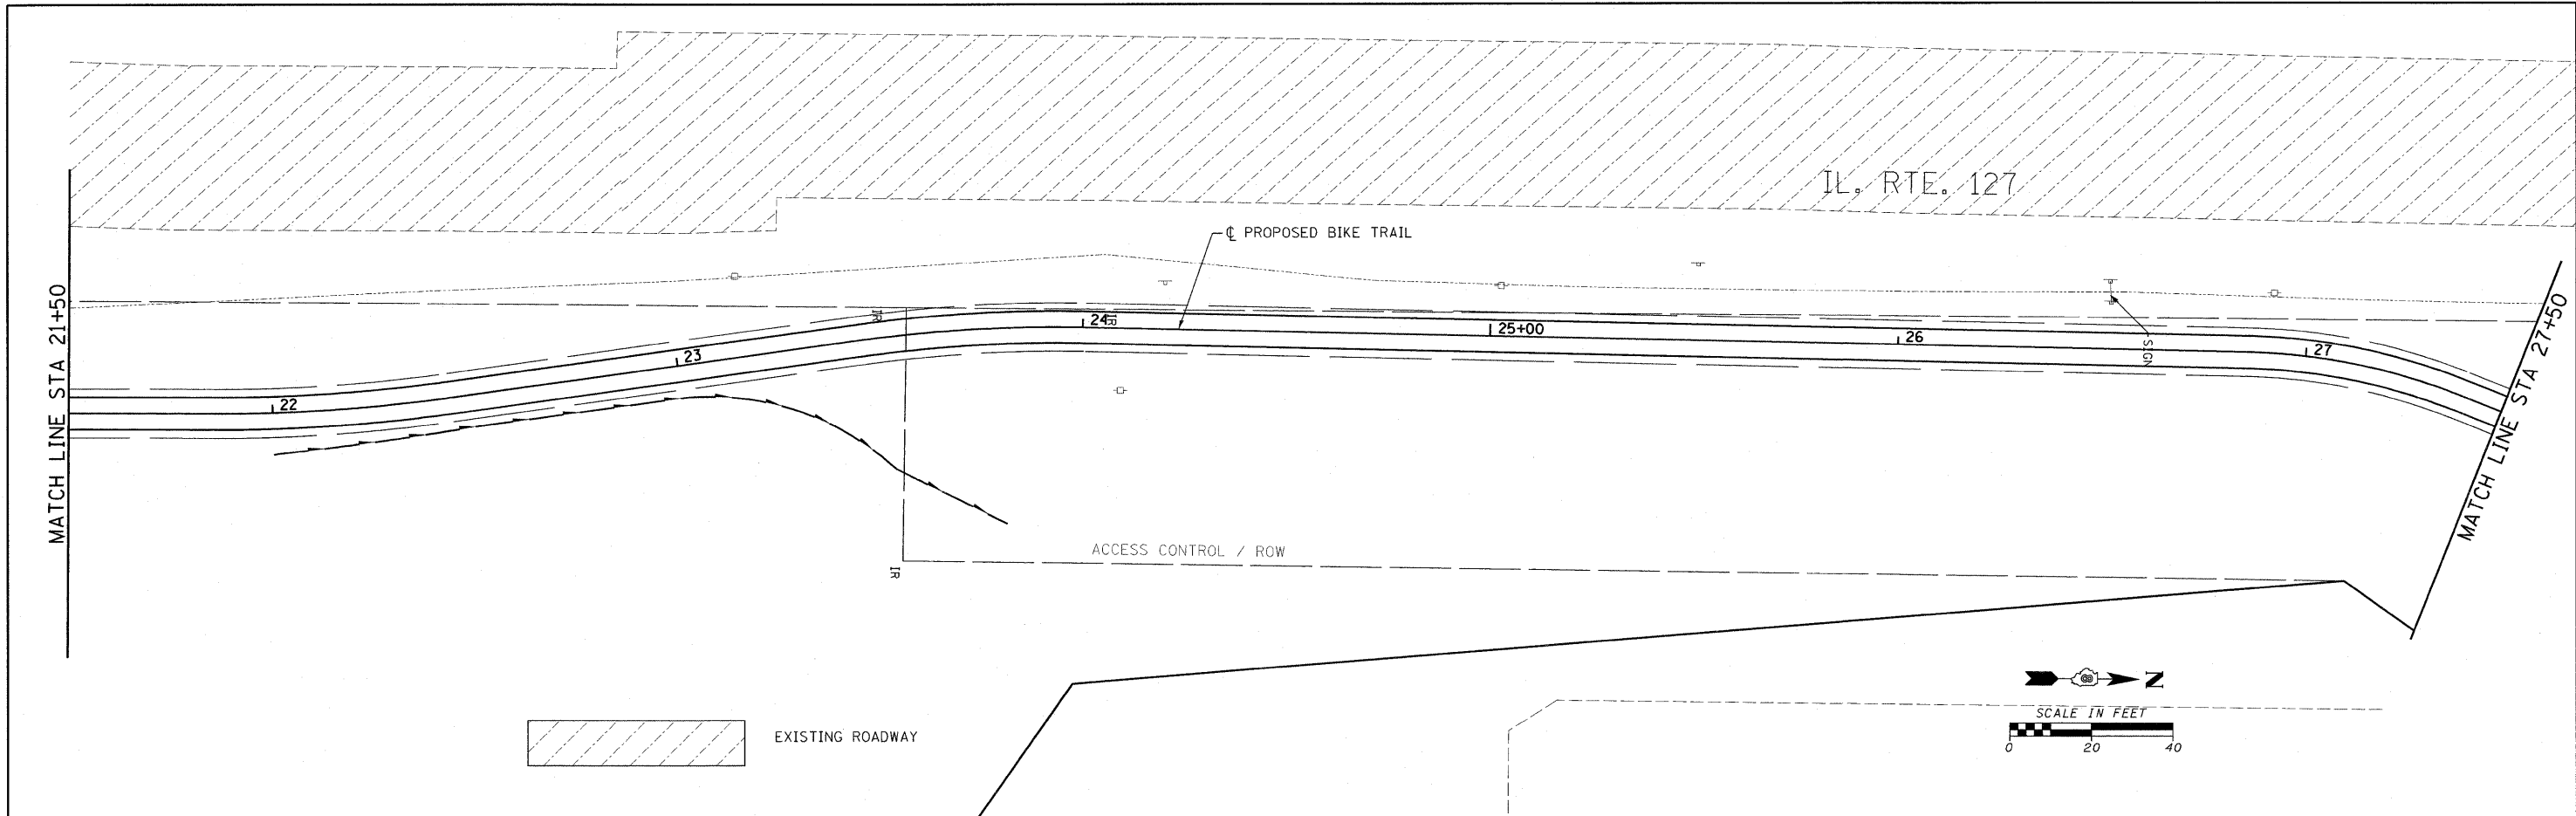 IL. RTE. 127
℄ PROPOSED BIKE TRAIL
MATCH LINE STA 21+50
22
23
IR
24
IR
25+00
26
SIGN
27
MATCH LINE STA 27+50
ACCESS CONTROL / ROW
IR
N
SCALE IN FEET
0 20 40
EXISTING ROADWAY